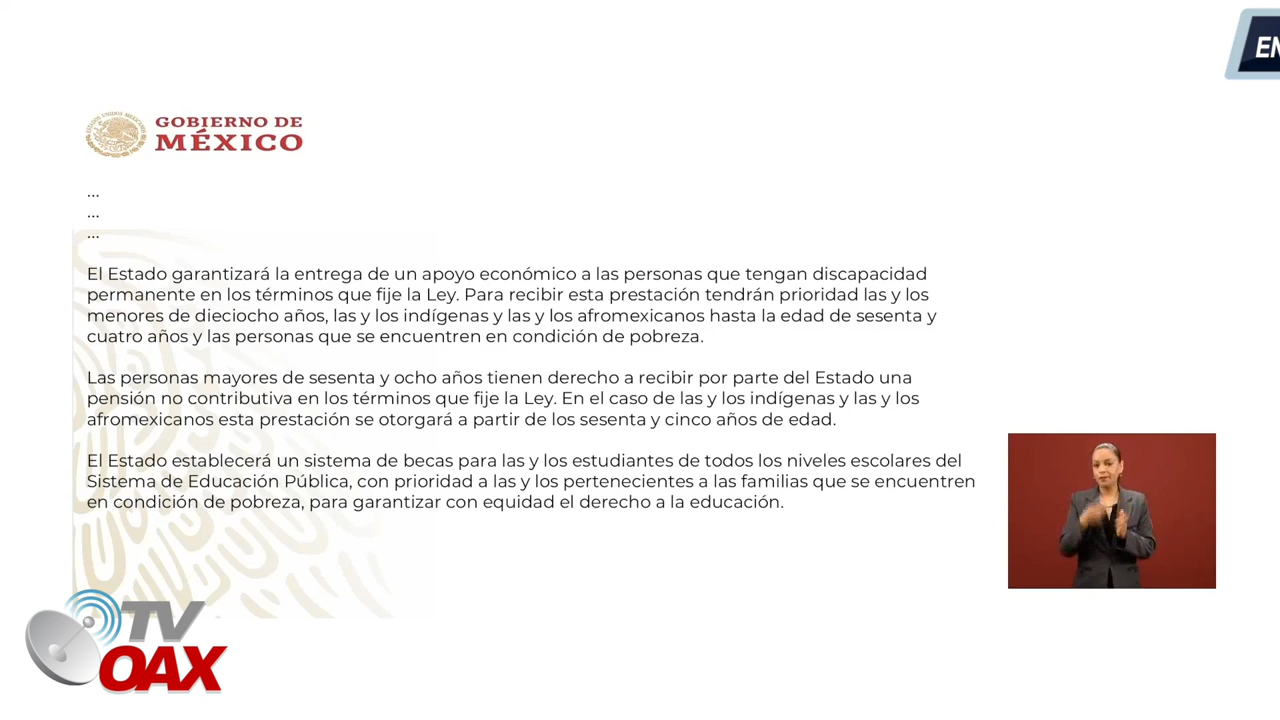 EN
ESTADOS UNIDOS MEXICANOS
GOBIERNO DE
MÉXICO
...
...
...
El Estado garantizará la entrega de un apoyo económico a las personas que tengan discapacidad
permanente en los términos que fije la Ley. Para recibir esta prestación tendrán prioridad las y los
menores de dieciocho años, las y los indígenas y las y los afromexicanos hasta la edad de sesenta y
cuatro años y las personas que se encuentren en condición de pobreza.
Las personas mayores de sesenta y ocho años tienen derecho a recibir por parte del Estado una
pensión no contributiva en los términos que fije la Ley. En el caso de las y los indígenas y las y los
afromexicanos esta prestación se otorgará a partir de los sesenta y cinco años de edad.
El Estado establecerá un sistema de becas para las y los estudiantes de todos los niveles escolares del
Sistema de Educación Pública, con prioridad a las y los pertenecientes a las familias que se encuentren
en condición de pobreza, para garantizar con equidad el derecho a la educación.
TV
OAX